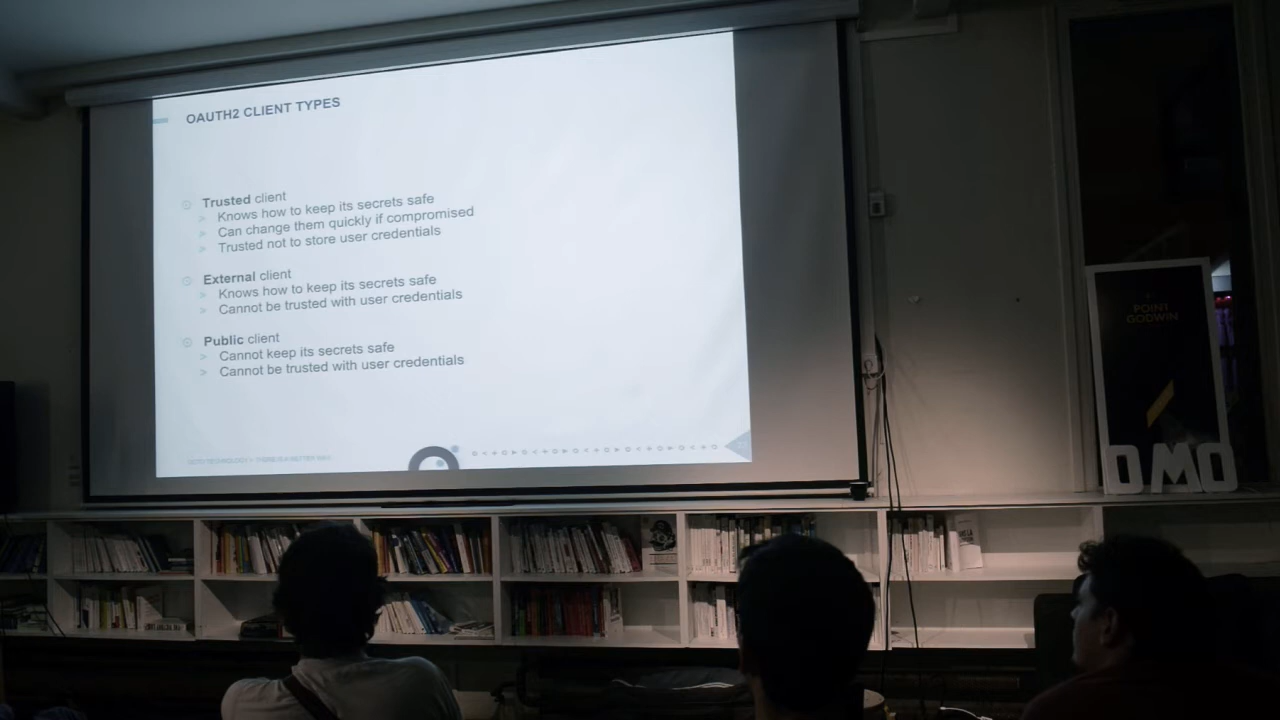 OAUTH2 CLIENT TYPES
Trusted client
> Knows how to keep its secrets safe
> Can change them quickly if compromised
> Trusted not to store user credentials
External client
> Knows how to keep its secrets safe
> Cannot be trusted with user credentials
Public client
> Cannot keep its secrets safe
> Cannot be trusted with user credentials
POINT
GODWIN
OMO